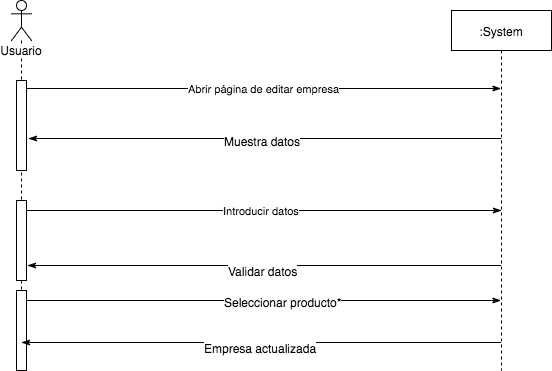 Usuario
:System
Abrir página de editar empresa
Muestra datos
Introducir datos
Validar datos
Seleccionar producto*
Empresa actualizada